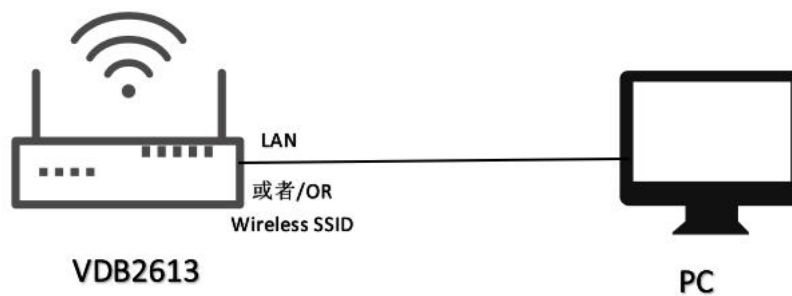 LAN
或者/OR
Wireless SSID
VDB2613
PC